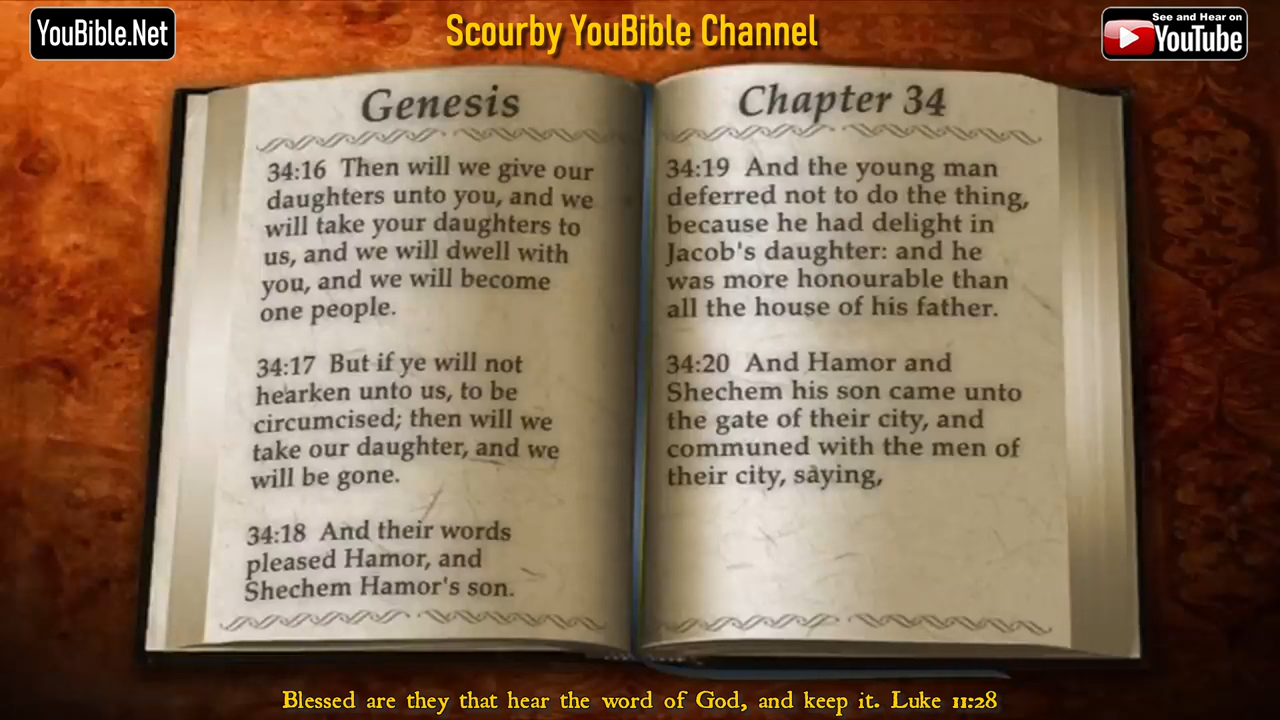 YouBible.Net
Scourby YouBible Channel
See and Hear on
YouTube
Genesis
34:16 Then will we give our
daughters unto you, and we
will take your daughters to
us, and we will dwell with
you, and we will become
one people.
34:17 But if ye will not
hearken unto us, to be
circumcised; then will we
take our daughter, and we
will be gone.
34:18 And their words
pleased Hamor, and
Shechem Hamor's son.
Chapter 34
34:19 And the young man
deferred not to do the thing,
because he had delight in
Jacob's daughter: and he
was more honourable than
all the house of his father.
34:20 And Hamor and
Shechem his son came unto
the gate of their city, and
communed with the men of
their city, saying,
Blessed are they that hear the word of God, and keep it. Luke 11:28